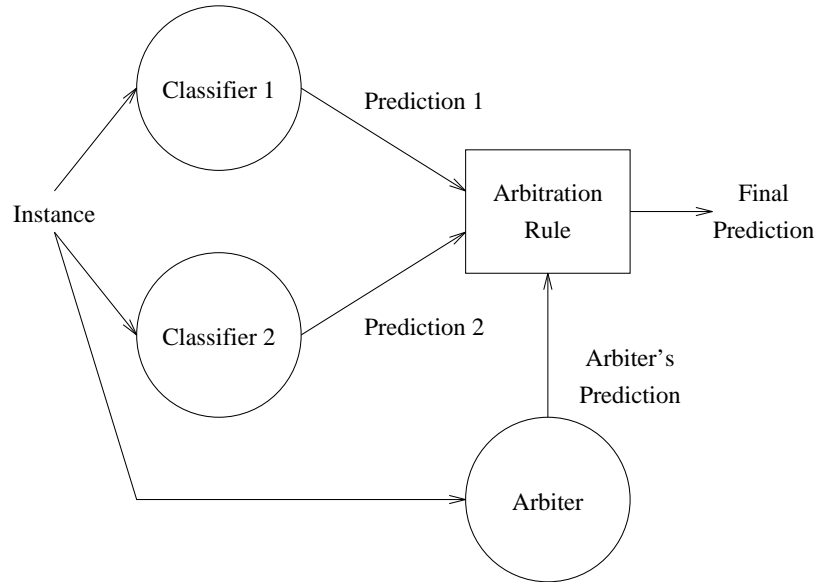 Classifier 1
Prediction 1
Instance
Arbitration
Rule
Final
Prediction
Classifier 2
Prediction 2
Arbiter’s
Prediction
Arbiter